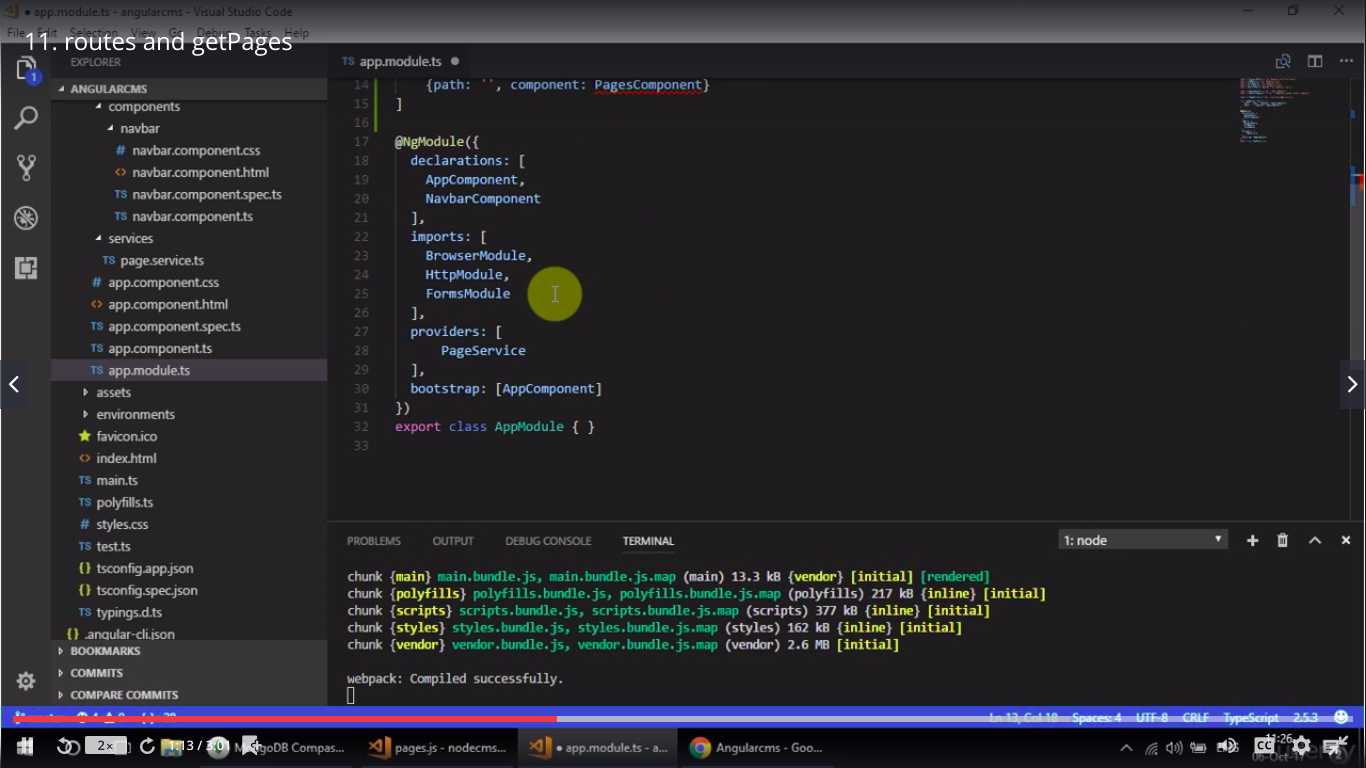 ● app.module.ts - angularcms - Visual Studio Code
File Edit Selection View Go Debug Tasks Help
11. routes and getPages
EXPLORER
ANGULARCMS
components
navbar
# navbar.component.css
<> navbar.component.html
TS navbar.component.spec.ts
TS navbar.component.ts
services
TS page.service.ts
# app.component.css
<> app.component.html
TS app.component.spec.ts
TS app.component.ts
TS app.module.ts
assets
environments
favicon.ico
<> index.html
TS main.ts
TS polyfills.ts
# styles.css
TS test.ts
{} tsconfig.app.json
{} tsconfig.spec.json
TS typings.d.ts
{} .angular-cli.json
BOOKMARKS
COMMITS
COMPARE COMMITS
1
TS app.module.ts ●
14 {path: '', component: PagesComponent}
15 ]
16
17 @NgModule({
18 declarations: [
19 AppComponent,
20 NavbarComponent
21 ],
22 imports: [
23 BrowserModule,
24 HttpModule,
25 FormsModule
26 ],
27 providers: [
28 PageService
29 ],
30 bootstrap: [AppComponent]
31 })
32 export class AppModule { }
33
PROBLEMS OUTPUT DEBUG CONSOLE TERMINAL 1: node
chunk {main} main.bundle.js, main.bundle.js.map (main) 13.3 kB {vendor} [initial] [rendered]
chunk {polyfills} polyfills.bundle.js, polyfills.bundle.js.map (polyfills) 217 kB {inline} [initial]
chunk {scripts} scripts.bundle.js, scripts.bundle.js.map (scripts) 377 kB {inline} [initial]
chunk {styles} styles.bundle.js, styles.bundle.js.map (styles) 162 kB {inline} [initial]
chunk {vendor} vendor.bundle.js, vendor.bundle.js.map (vendor) 2.6 MB [initial]
webpack: Compiled successfully.
Ln 13, Col 18 Spaces: 4 UTF-8 CRLF TypeScript 2.5.3
2x 1:13 / 3:01 MongoDB Compas... pages.js - nodecms... ● app.module.ts - a... Angularcms - Goo... CC 11:26
06-Oct-17